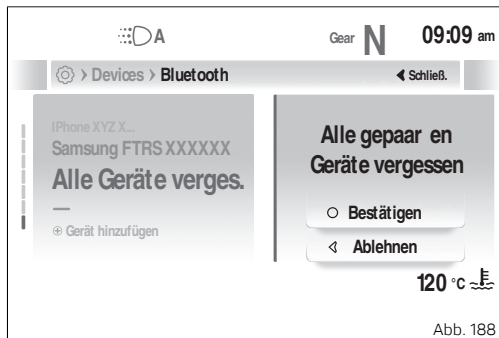 A
Gear N
09:09 am
> Devices > Bluetooth
Schließ.
IPhone XYZ X...
Samsung FTRS XXXXXX
Alle Geräte verges.
—
Gerät hinzufügen
Alle gepaar en
Geräte vergessen
Bestätigen
Ablehnen
120 °C
Abb. 188